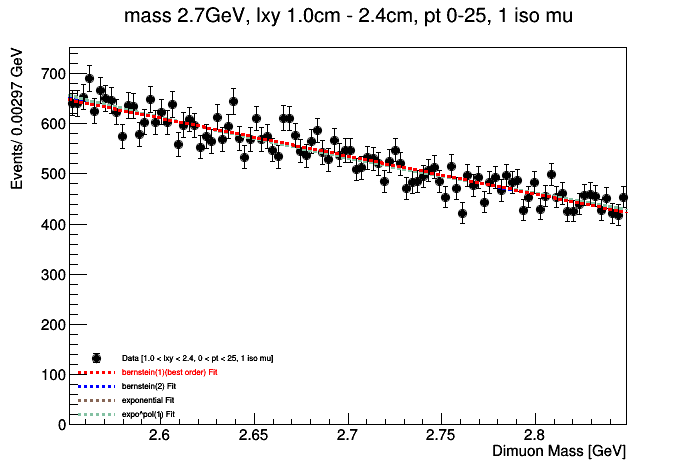 mass 2.7GeV, lxy 1.0cm - 2.4cm, pt 0-25, 1 iso mu
Events/ 0.00297 GeV
700
600
500
400
300
200
100
0
Data [1.0 < lxy < 2.4, 0 < pt < 25, 1 iso mu]
bernstein(1)(best order) Fit
bernstein(2) Fit
exponential Fit
expo*pol(1) Fit
2.6 2.65 2.7 2.75 2.8
Dimuon Mass [GeV]